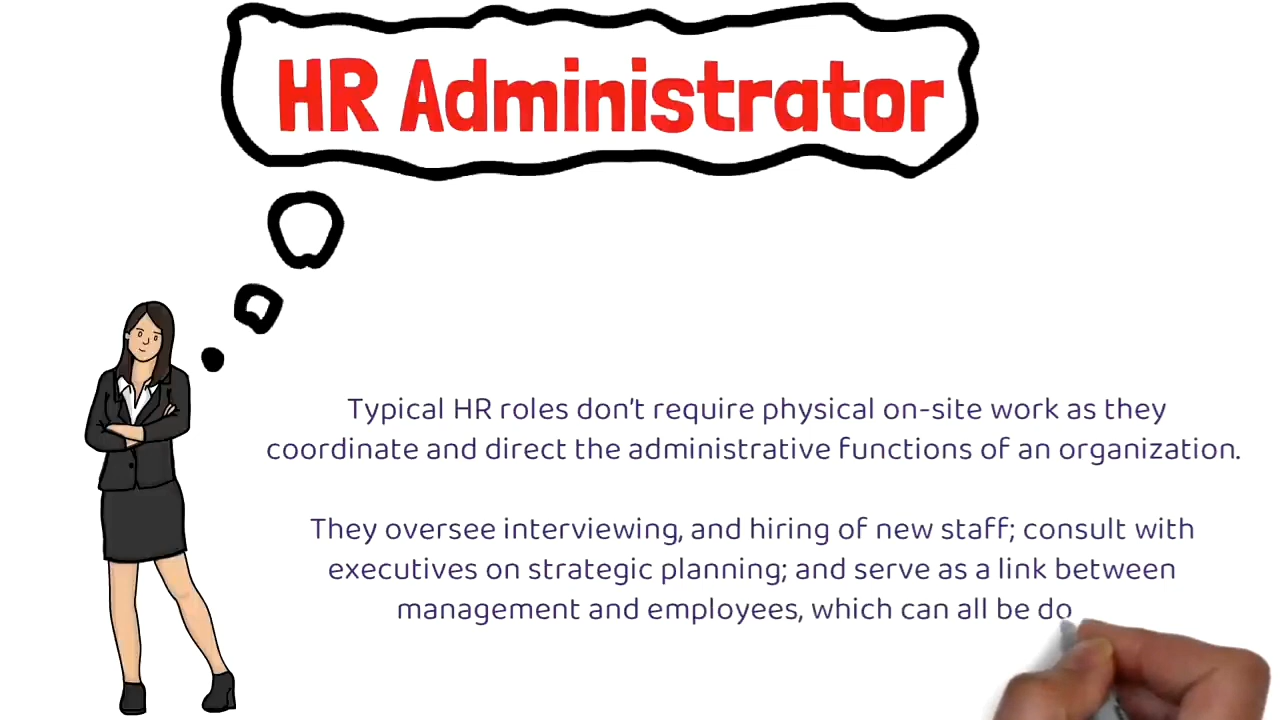 HR Administrator
Typical HR roles don't require physical on-site work as they
coordinate and direct the administrative functions of an organization.
They oversee interviewing, and hiring of new staff; consult with
executives on strategic planning; and serve as a link between
management and employees, which can all be do